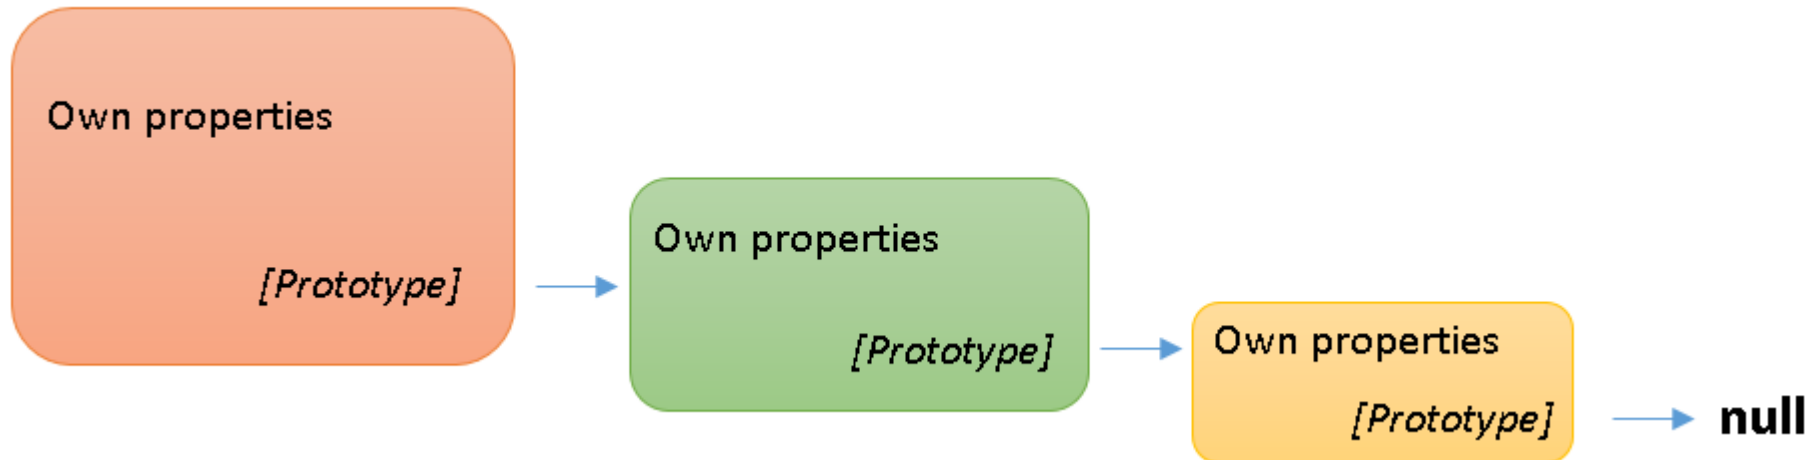 Own properties
[Prototype]
Own properties
[Prototype]
Own properties
[Prototype]
null